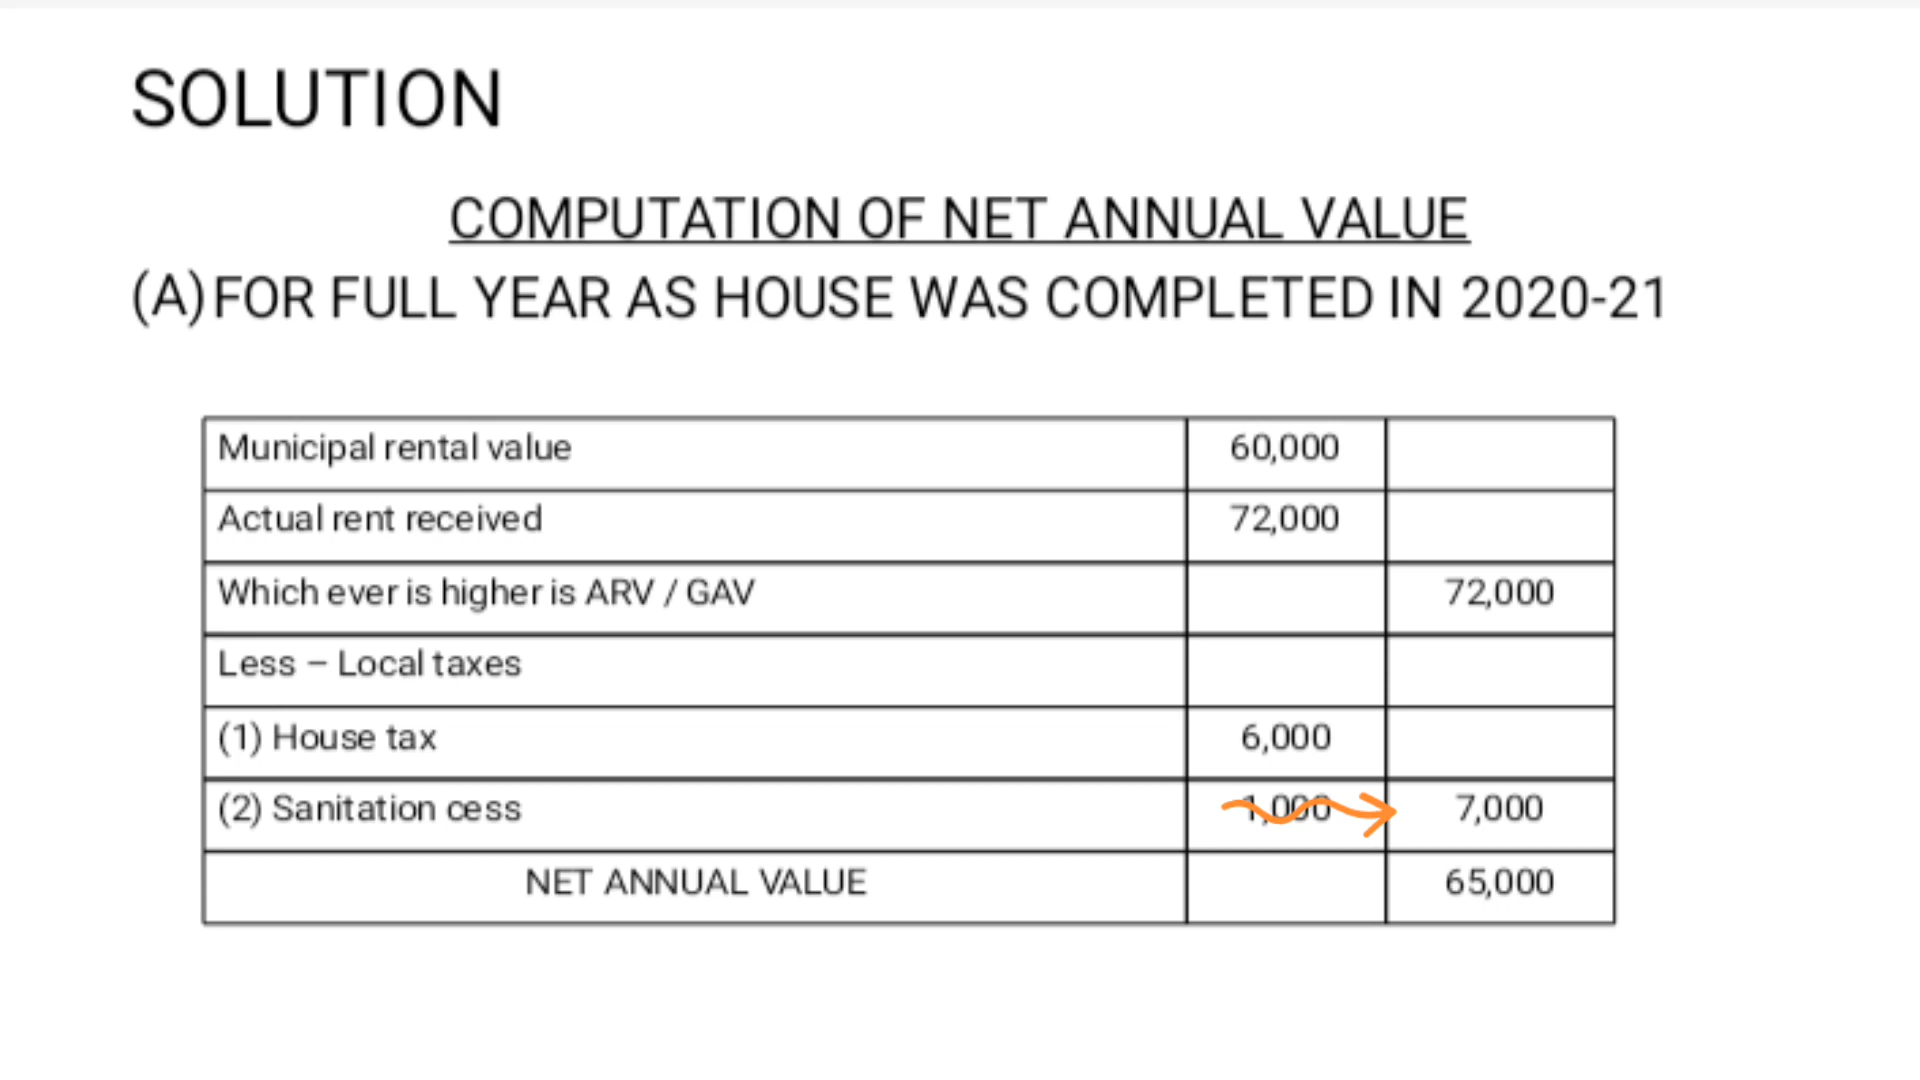 SOLUTION
COMPUTATION OF NET ANNUAL VALUE
(A) FOR FULL YEAR AS HOUSE WAS COMPLETED IN 2020-21
Municipal rental value 60,000
Actual rent received 72,000
Which ever is higher is ARV / GAV 72,000
Less – Local taxes
(1) House tax 6,000
(2) Sanitation cess 1,000 7,000
NET ANNUAL VALUE 65,000